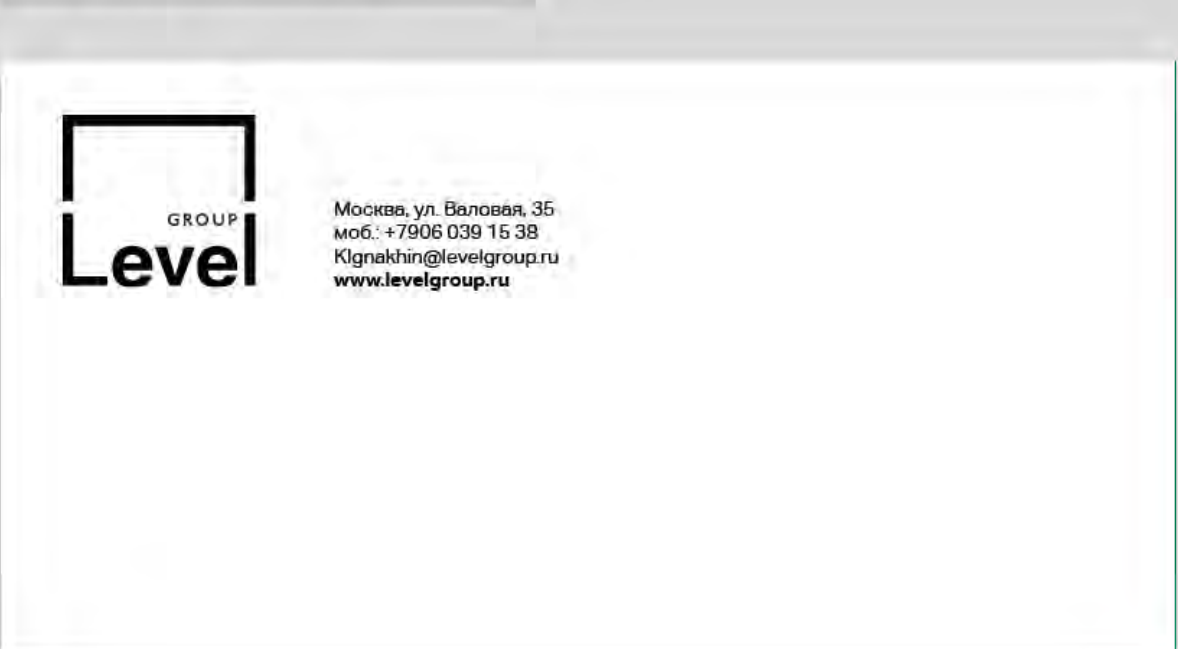 GROUP
Level
Москва, ул. Валовая, 35
моб.: +7906 039 15 38
KIgnakhin@levelgroup.ru
www.levelgroup.ru